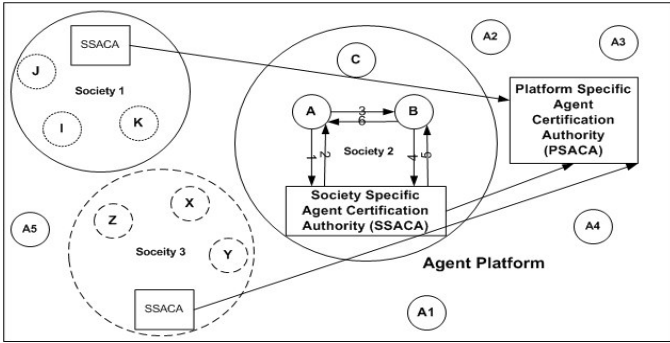 SSACA
J
Society 1
I
K
A2
A3
C
A
3
B
6
1
2
Society 2
4
5
Platform Specific
Agent
Certification
Authority
(PSACA)
Society Specific
Agent Certification
Authority (SSACA)
A5
X
Z
Soceity 3
Y
SSACA
A4
Agent Platform
A1